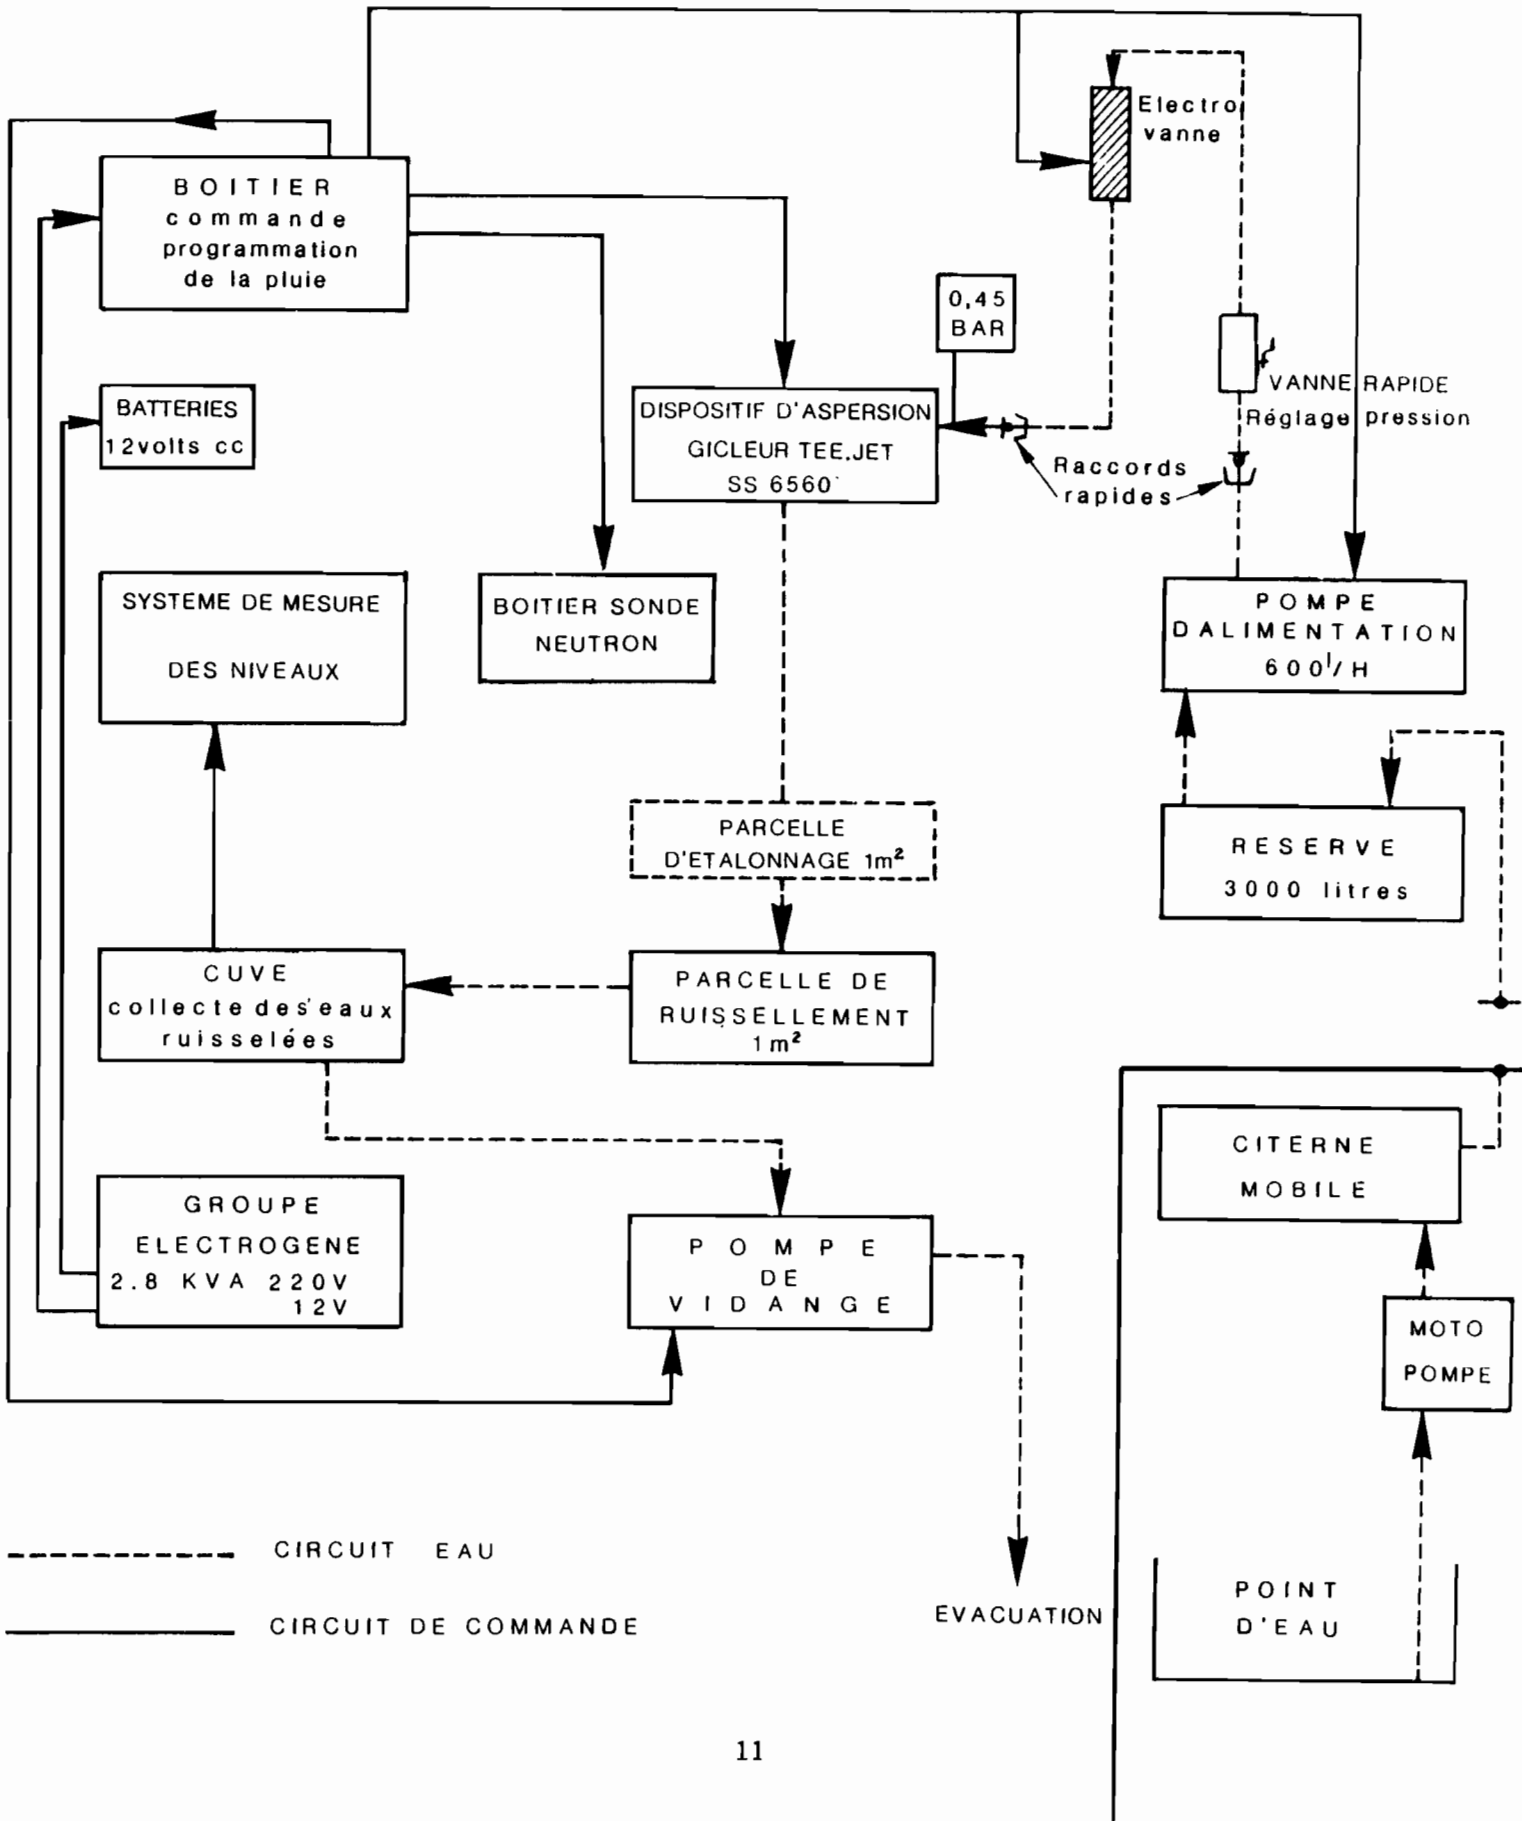 Electro
vanne
BOITIER
commande
programmation
de la pluie
0,45
BAR
BATTERIES
12volts cc
DISPOSITIF D'ASPERSION
GICLEUR TEE.JET
SS 6560
VANNE RAPIDE
Réglage pression
Raccords
rapides
SYSTEME DE MESURE
DES NIVEAUX
BOITIER SONDE
NEUTRON
POMPE
DALIMENTATION
600l/H
PARCELLE
D'ETALONNAGE 1m²
RESERVE
3000 litres
CUVE
collecte des'eaux
ruisselées
PARCELLE DE
RUISSELLEMENT
1m²
CITERNE
MOBILE
GROUPE
ELECTROGENE
2.8 KVA 220V
12V
POMPE
DE
VIDANGE
MOTO
POMPE
CIRCUIT EAU
CIRCUIT DE COMMANDE
EVACUATION
POINT
D'EAU
11